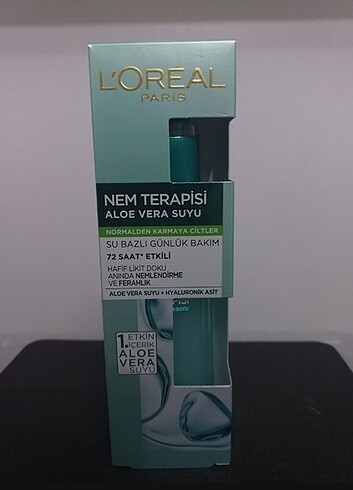 L'ORÉAL
PARIS
NEM TERAPİSİ
ALOE VERA SUYU
NORMALDEN KARMAYA CİLTLER
SU BAZLI GÜNLÜK BAKIM
72 SAAT* ETKİLİ
HAFİF LİKİT DOKU
ANINDA NEMLENDİRME
VE FERAHLIK
ALOE VERA SUYU + HYALURONİK ASİT
1. ETKİN
İÇERİK
ALOE
VERA
SUYU